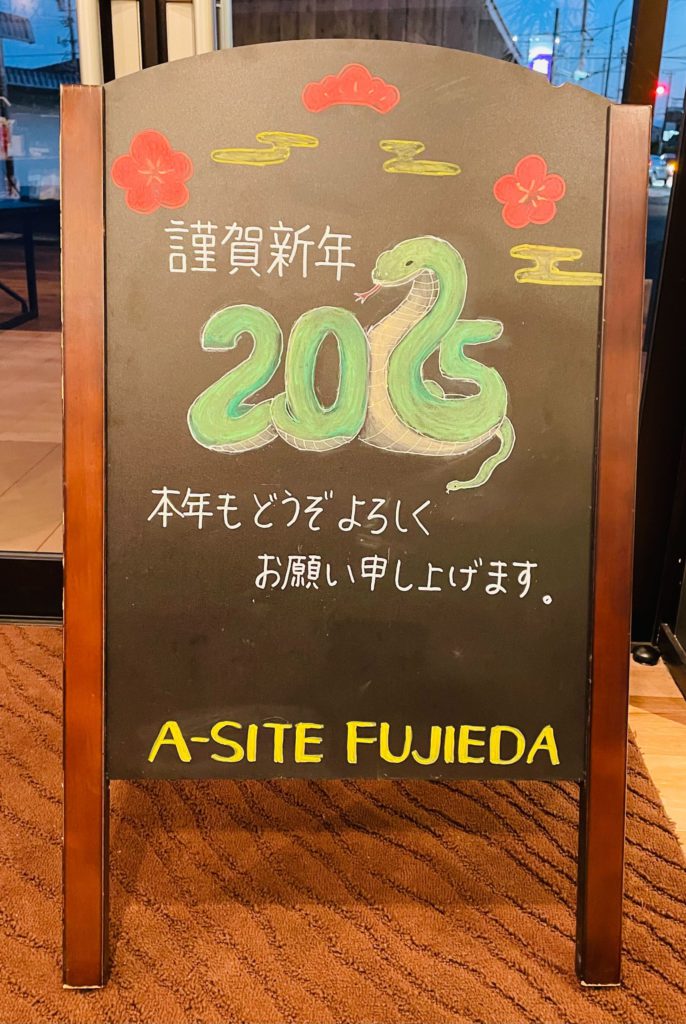 謹賀新年
2025
本年もどうぞよろしく
お願い申し上げます。
A-SITE FUJIEDA